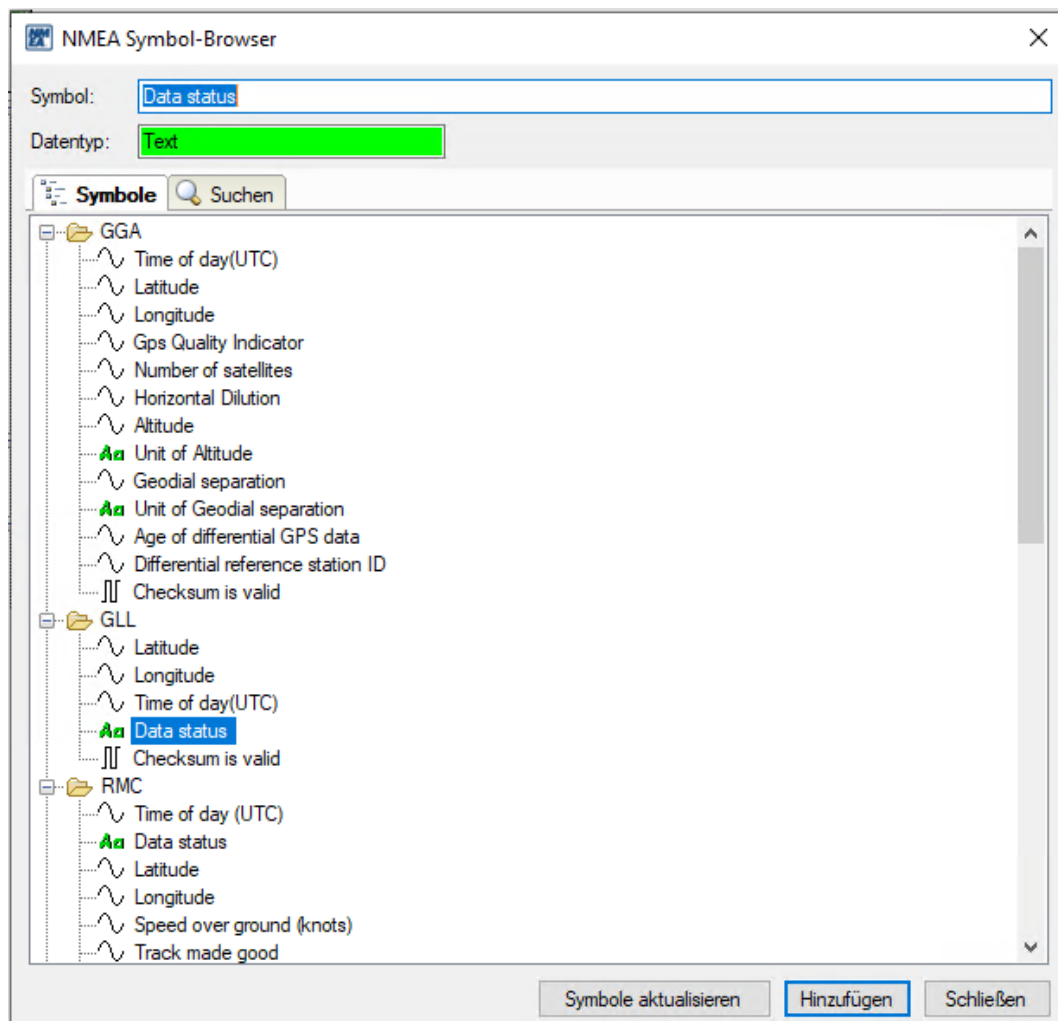 NMEA Symbol-Browser
Symbol: Data status
Datentyp: Text
Symbole Suchen
GGA
Time of day(UTC)
Latitude
Longitude
Gps Quality Indicator
Number of satellites
Horizontal Dilution
Altitude
Aa Unit of Altitude
Geodial separation
Aa Unit of Geodial separation
Age of differential GPS data
Differential reference station ID
Checksum is valid
GLL
Latitude
Longitude
Time of day(UTC)
Aa Data status
Checksum is valid
RMC
Time of day (UTC)
Aa Data status
Latitude
Longitude
Speed over ground (knots)
Track made good
Symbole aktualisieren Hinzufügen Schließen